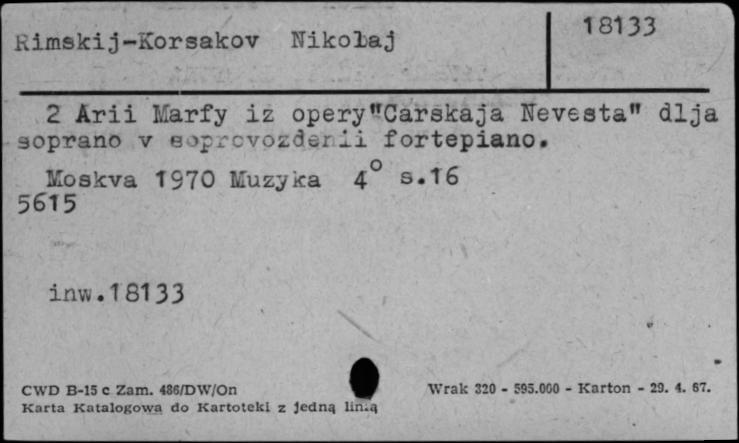 Rimskij-Korsakov Nikolaj
18133
2 Arii Marfy iz opery"Carskaja Nevesta" dlja
soprano v soprovozdenii fortepiano.
Moskva 1970 Muzyka 4° s.16
5615
inw.18133
CWD B-15 c Zam. 486/DW/On
Wrak 320 - 595.000 - Karton - 29. 4. 67.
Karta Katalogowa do Kartoteki z jedną linią